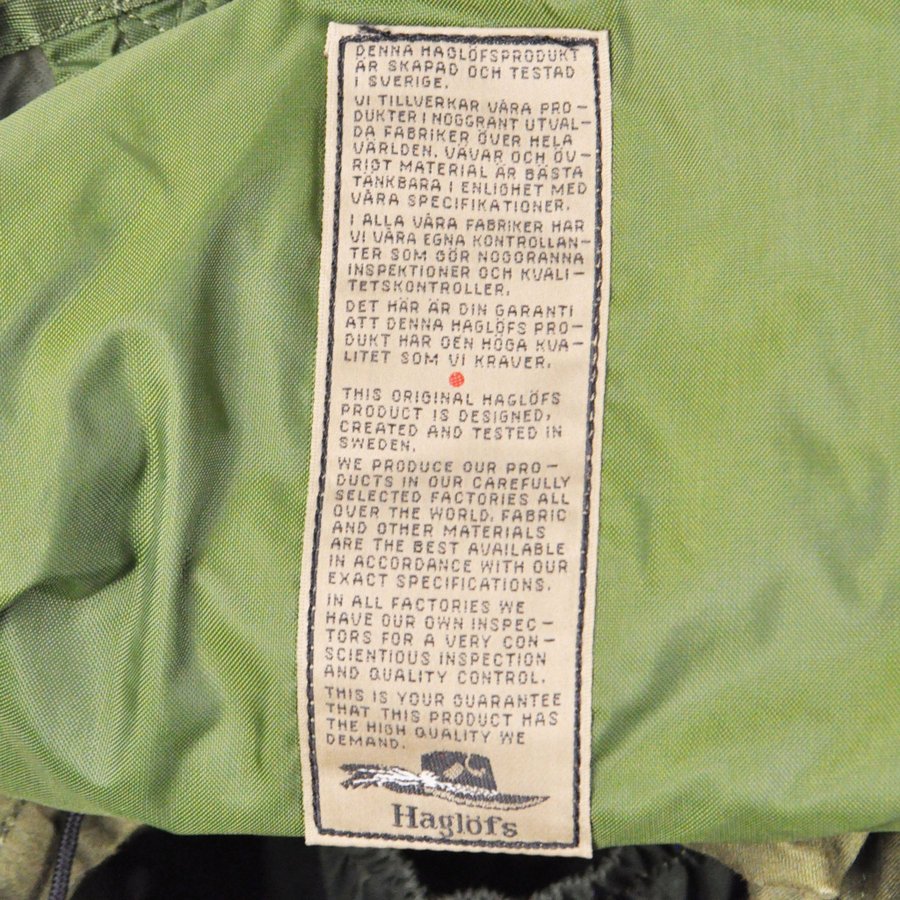 DENNA HAGLÖFSPRODUKT
ÄR SKAPAD OCH TESTAD
I SVERIGE.
VI TILLVERKAR VÅRA PRO-
DUKTER I NOGGRANT UTVAL-
DA FABRIKER ÖVER HELA
VÄRLDEN. VÄVAR OCH ÖV-
RIGT MATERIAL ÄR BÄSTA
TÄNKBARA I ENLIGHET MED
VÅRA SPECIFIKATIONER.
I ALLA VÅRA FABRIKER HAR
VI VÅRA EGNA KONTROLLAN-
TER SOM GÖR NOGGRANNA
INSPEKTIONER OCH KVALI-
TETSKONTROLLER.
DET HÄR ÄR DIN GARANTI
ATT DENNA HAGLÖFS PRO-
DUKT HAR DEN HÖGA KVA-
LITET SOM VI KRÄVER.
THIS ORIGINAL HAGLÖFS
PRODUCT IS DESIGNED,
CREATED AND TESTED IN
SWEDEN.
WE PRODUCE OUR PRO-
DUCTS IN OUR CAREFULLY
SELECTED FACTORIES ALL
OVER THE WORLD. FABRIC
AND OTHER MATERIALS
ARE THE BEST AVAILABLE
IN ACCORDANCE WITH OUR
EXACT SPECIFICATIONS.
IN ALL FACTORIES WE
HAVE OUR OWN INSPEC-
TORS FOR A VERY CON-
SCIENTIOUS INSPECTION
AND QUALITY CONTROL.
THIS IS YOUR GUARANTEE
THAT THIS PRODUCT HAS
THE HIGH QUALITY WE
DEMAND.
Haglöfs